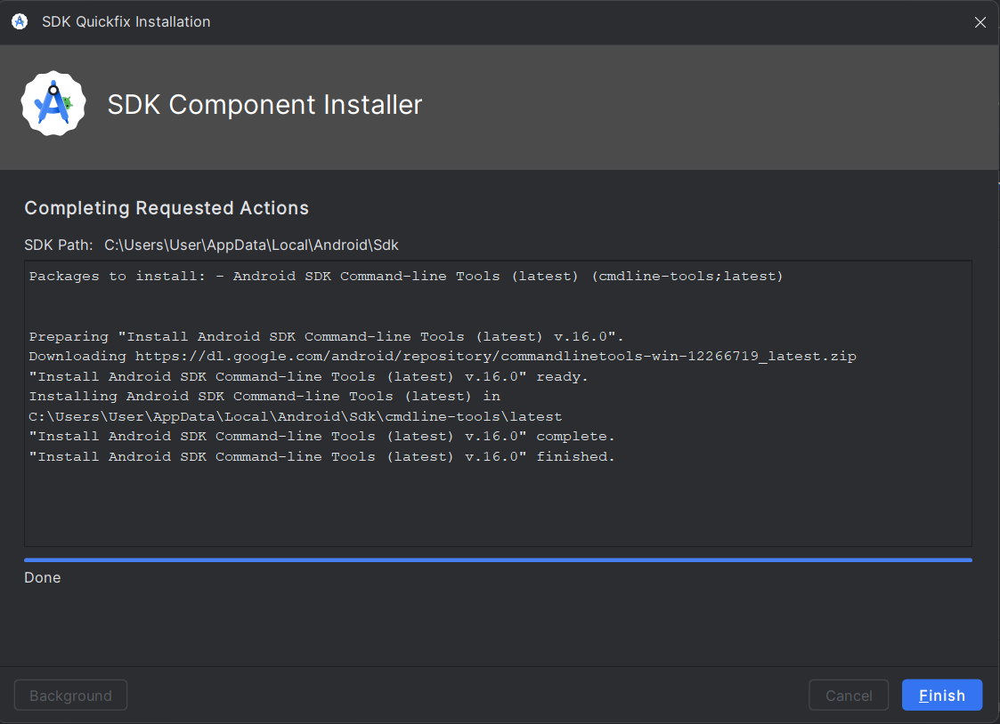 SDK Quickfix Installation
SDK Component Installer
Completing Requested Actions
SDK Path: C:\Users\User\AppData\Local\Android\Sdk
Packages to install: - Android SDK Command-line Tools (latest) (cmdline-tools;latest)
Preparing "Install Android SDK Command-line Tools (latest) v.16.0".
Downloading https://dl.google.com/android/repository/commandlinetools-win-12266719_latest.zip
"Install Android SDK Command-line Tools (latest) v.16.0" ready.
Installing Android SDK Command-line Tools (latest) in
C:\Users\User\AppData\Local\Android\Sdk\cmdline-tools\latest
"Install Android SDK Command-line Tools (latest) v.16.0" complete.
"Install Android SDK Command-line Tools (latest) v.16.0" finished.
Done
Background Cancel Finish